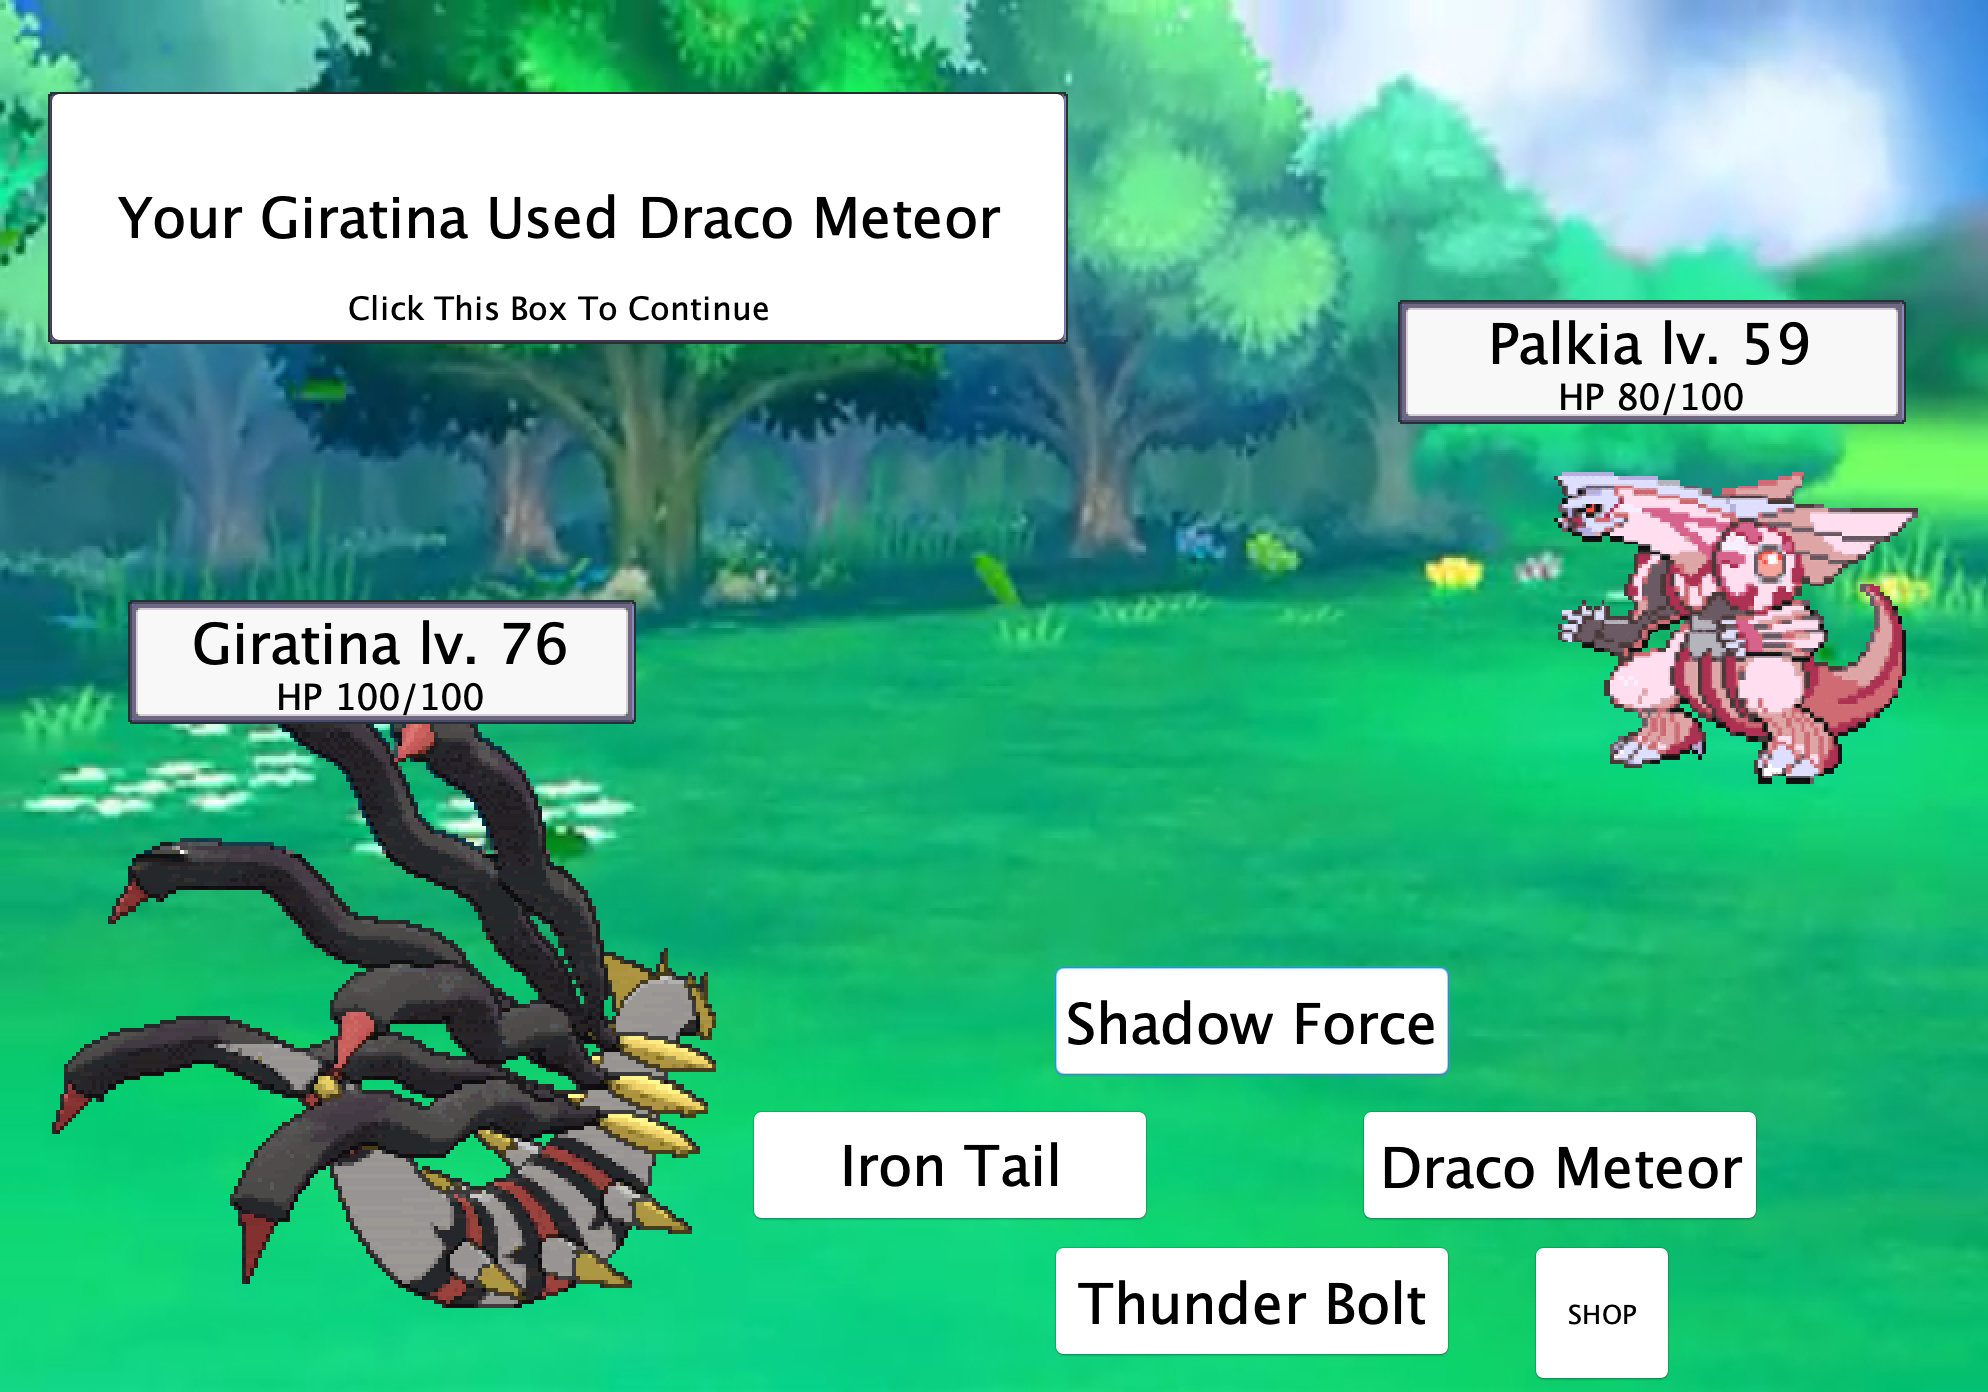 Your Giratina Used Draco Meteor
Click This Box To Continue
Palkia lv. 59
HP 80/100
Giratina lv. 76
HP 100/100
Shadow Force
Iron Tail
Draco Meteor
Thunder Bolt
SHOP